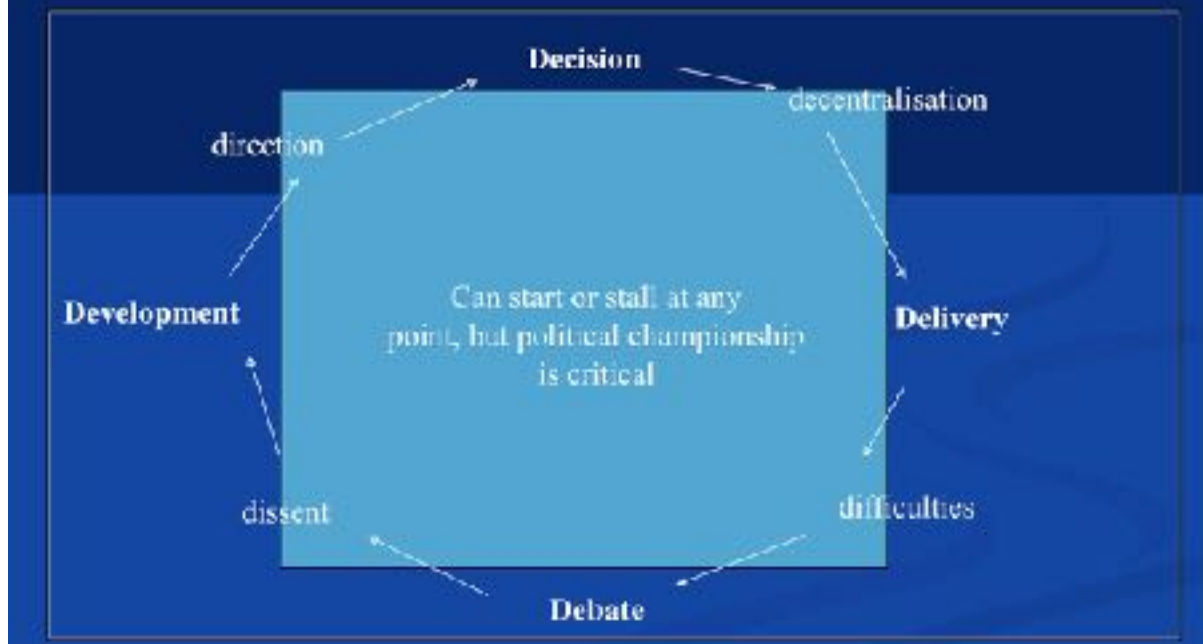 Decision
decentralisation
direction
Can start or stall at any
point, but political championship
is critical
Development
Delivery
dissent
difficulties
Debate